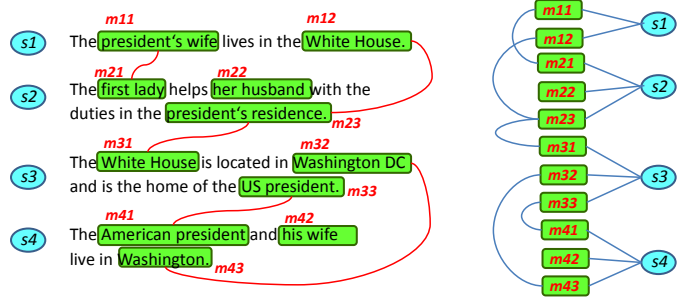 m11 m12
s1 The president's wife lives in the White House.
m21 m22
s2 The first lady helps her husband with the
duties in the president's residence.
m23
m31 m32
The White House is located in Washington DC
s3 and is the home of the US president. m33
m41 m42
s4 The American president and his wife
live in Washington. m43
m11
s1
m12
m21
s2
m22
m23
m31
m32
s3
m33
m41
m42
s4
m43